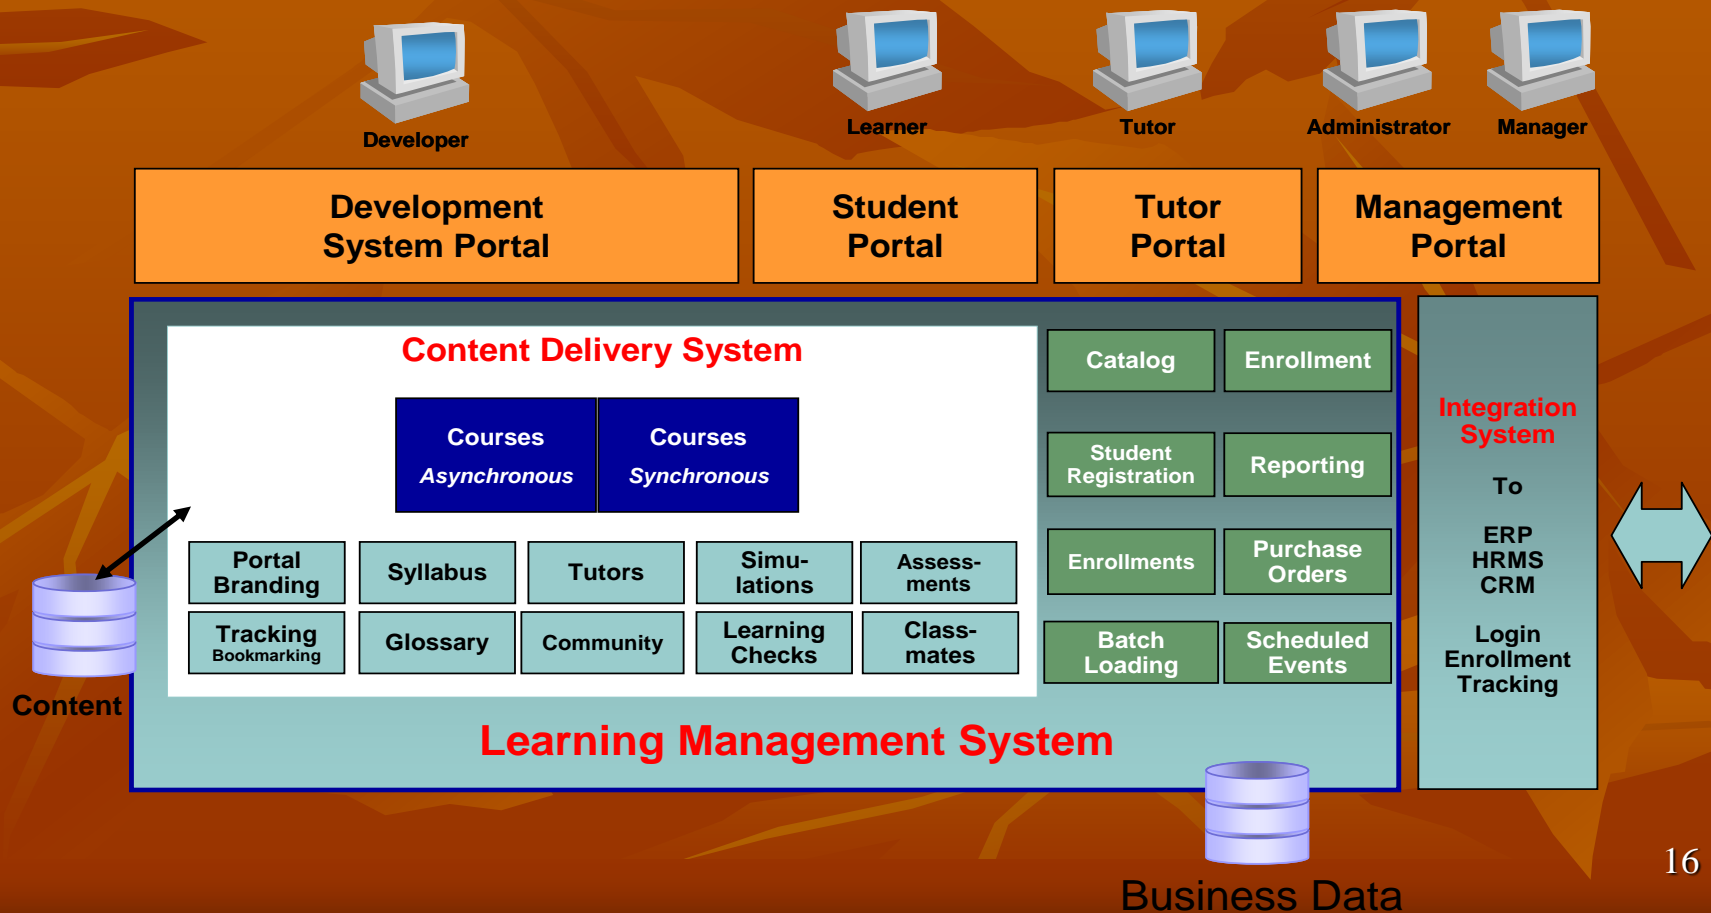 Developer
Learner
Tutor
Administrator
Manager
Development
System Portal
Student
Portal
Tutor
Portal
Management
Portal
Content Delivery System
Courses
Asynchronous
Courses
Synchronous
Portal
Branding
Syllabus
Tutors
Simu-
lations
Assess-
ments
Tracking
Bookmarking
Glossary
Community
Learning
Checks
Class-
mates
Catalog
Enrollment
Student
Registration
Reporting
Enrollments
Purchase
Orders
Batch
Loading
Scheduled
Events
Integration
System
To
ERP
HRMS
CRM
Login
Enrollment
Tracking
Content
Learning Management System
Business Data
16